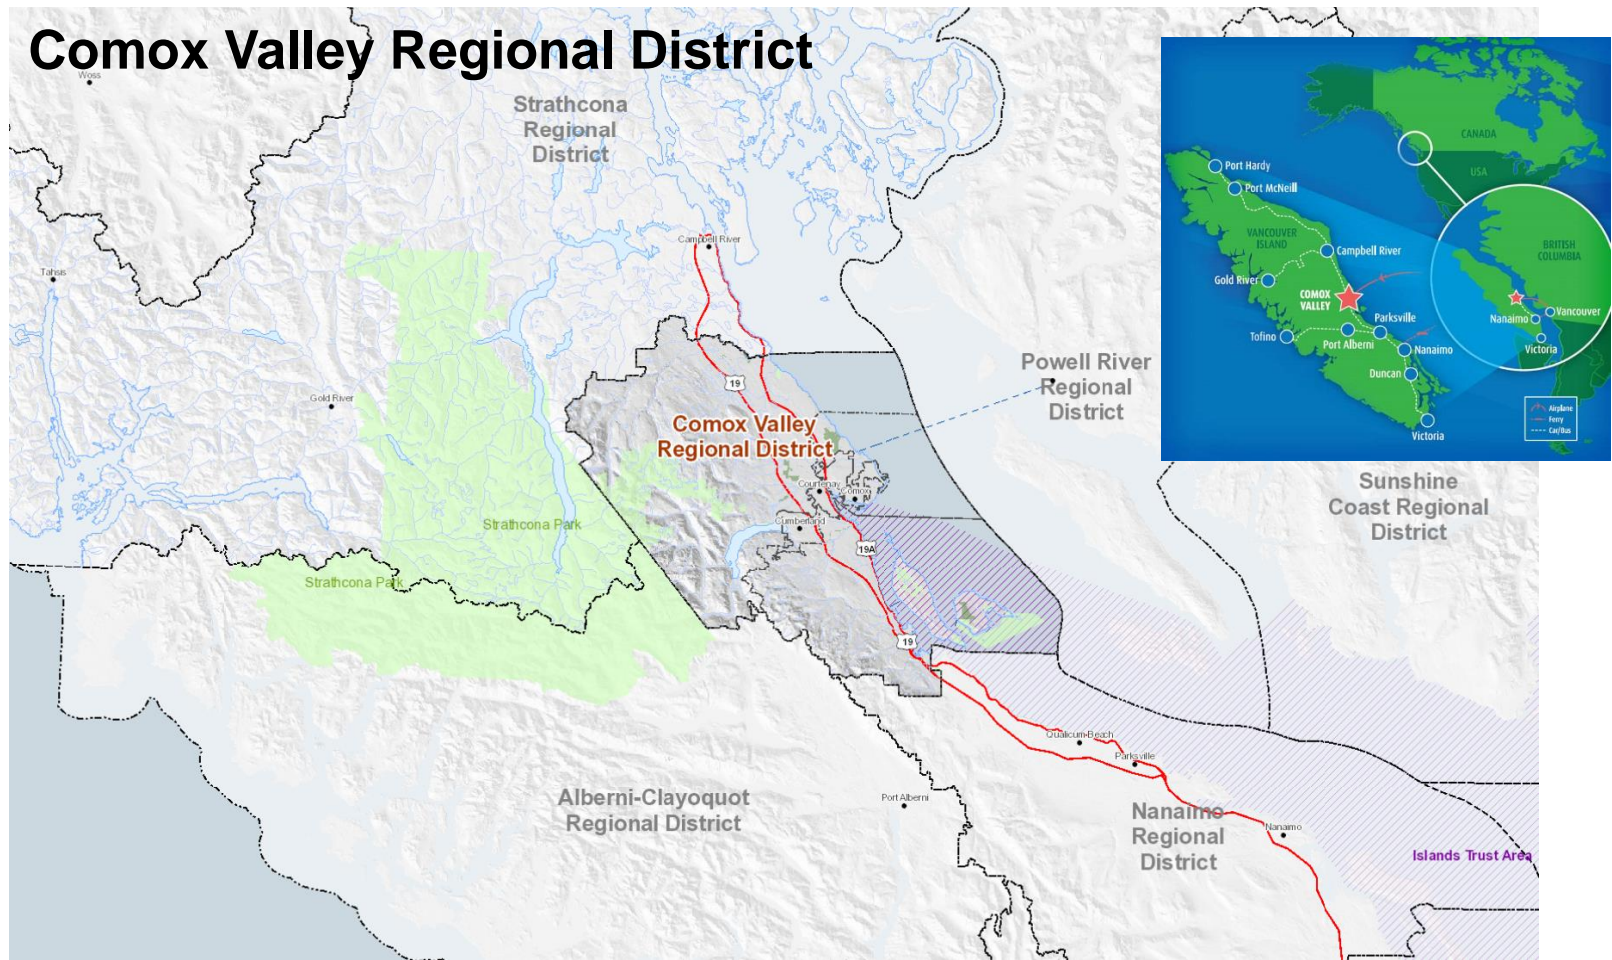 Comox Valley Regional District
Woss
Strathcona
Regional
District
Campbell River
Tahsis
Powell River
Regional
District
19
Gold River
Comox Valley
Regional District
Courtenay
Comox
Cumberland
Strathcona Park
19A
Strathcona Park
19
Sunshine
Coast Regional
District
Qualicum Beach
Parksville
Alberni-Clayoquot
Regional District
Port Alberni
Nanaimo
Regional
District
Nanaimo
Islands Trust Area
CANADA
USA
Port Hardy
Port McNeill
VANCOUVER
ISLAND
Campbell River
BRITISH
COLUMBIA
Gold River
COMOX
VALLEY
Parksville
Nanaimo
Vancouver
Victoria
Tofino
Port Alberni
Nanaimo
Duncan
Victoria
Airplane
Ferry
Car/Bus